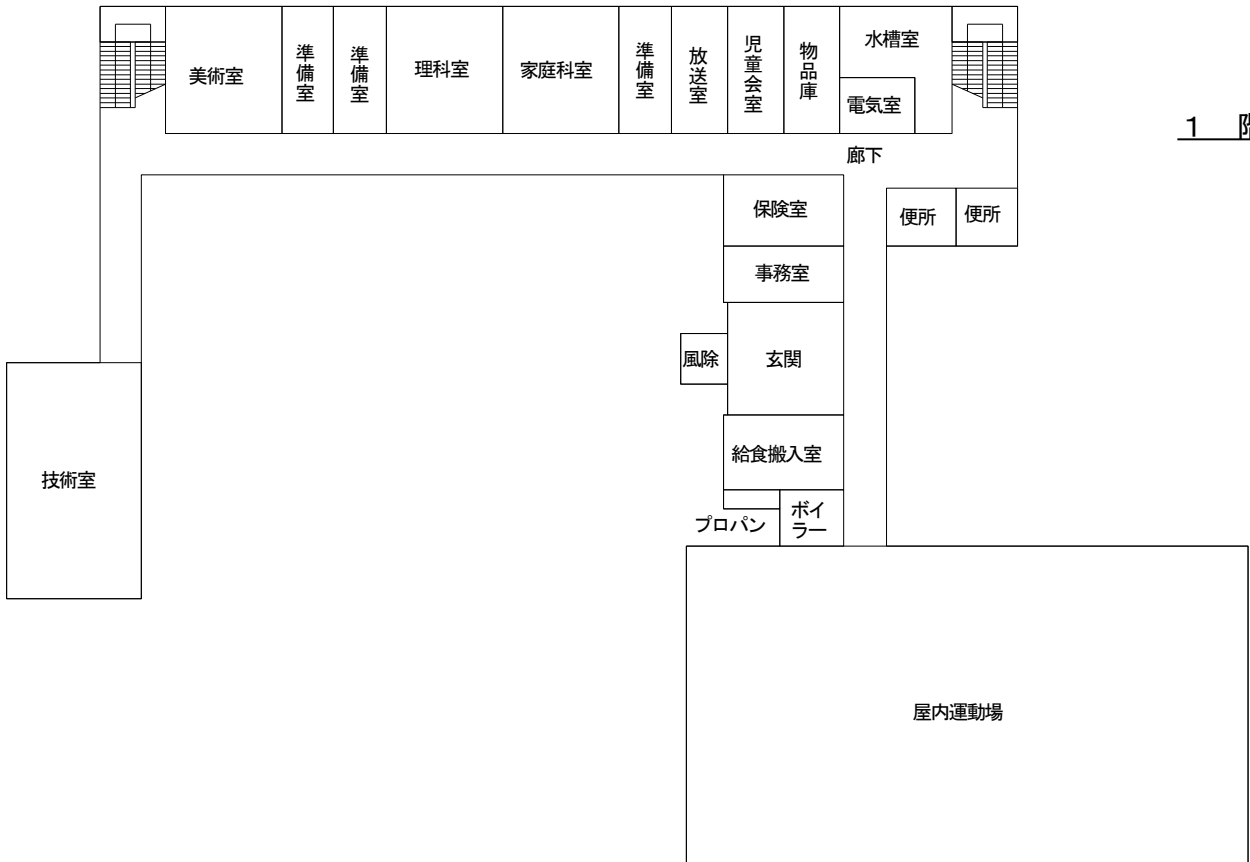 美術室
準備室
準備室
理科室
家庭科室
準備室
放送室
児童会室
物品庫
水槽室
電気室
1 階
廊下
保険室
便所
便所
事務室
風除
玄関
給食搬入室
技術室
プロパン
ボイ
ラー
屋内運動場